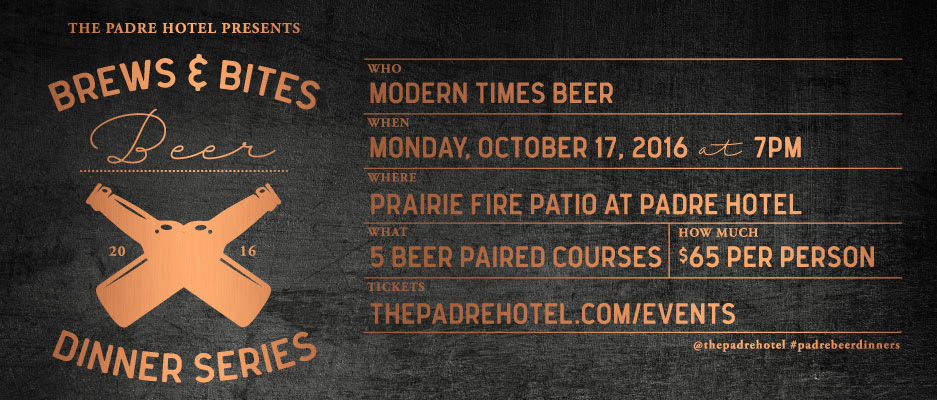 THE PADRE HOTEL PRESENTS
BREWS & BITES
Beer
20 16
DINNER SERIES
WHO
MODERN TIMES BEER
WHEN
MONDAY, OCTOBER 17, 2016 at 7PM
WHERE
PRAIRIE FIRE PATIO AT PADRE HOTEL
WHAT
5 BEER PAIRED COURSES
HOW MUCH
$65 PER PERSON
TICKETS
THEPADREHOTEL.COM/EVENTS
@thepadrehotel #padrebeerdinners